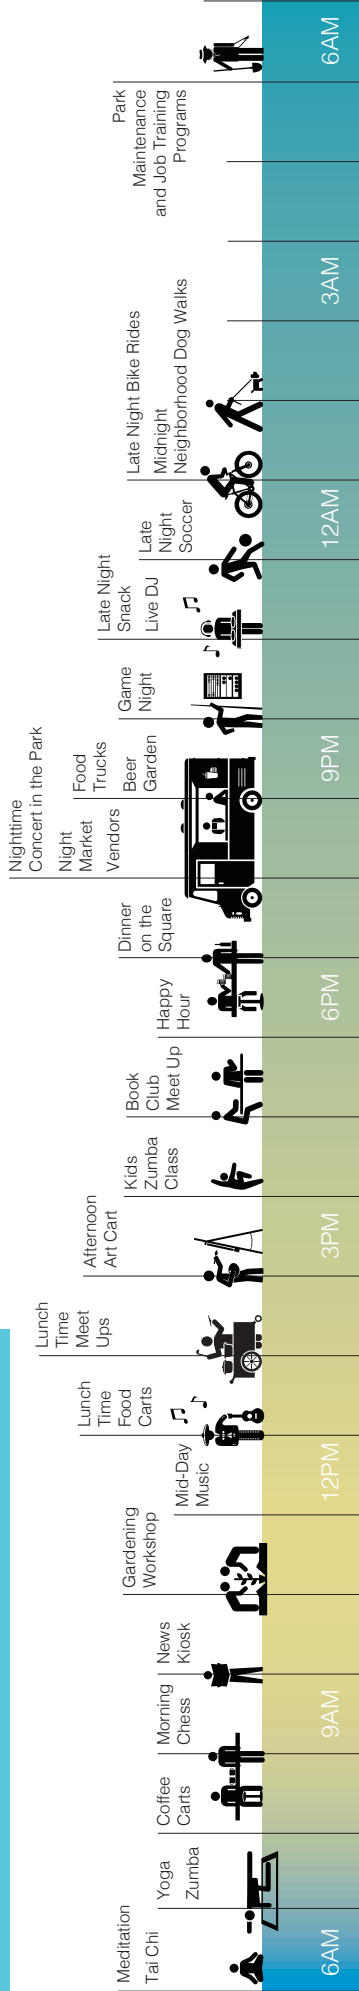 Meditation
Tai Chi
Yoga
Zumba
Coffee
Carts
Morning
Chess
News
Kiosk
Gardening
Workshop
Mid-Day
Music
Lunch
Time
Food
Carts
Lunch
Time
Meet
Ups
Afternoon
Art Cart
Kids
Zumba
Class
Book
Club
Meet Up
Happy
Hour
Dinner
on the
Square
Nighttime
Concert in the Park
Night
Market
Vendors
Food
Trucks
Beer
Garden
Game
Night
Late Night
Snack
Live DJ
Late
Night
Soccer
Late Night Bike Rides
Midnight
Neighborhood Dog Walks
Park
Maintenance
and Job Training
Programs
6AM
9AM
12PM
3PM
6PM
9PM
12AM
3AM
6AM